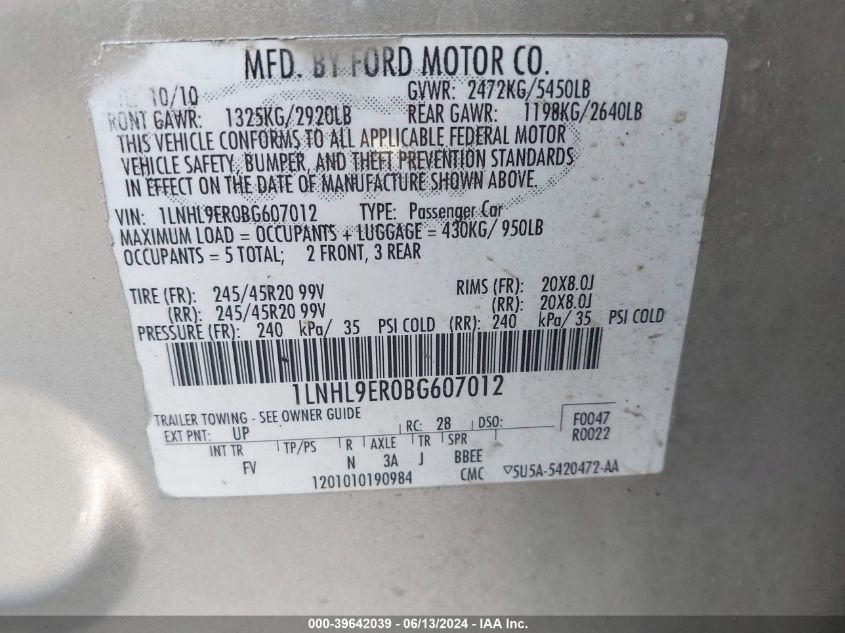 MFD. BY FORD MOTOR CO.
10/10 GVWR: 2472KG/5450LB
RONT GAWR: 1325KG/2920LB REAR GAWR: 1198KG/2640LB
THIS VEHICLE CONFORMS TO ALL APPLICABLE FEDERAL MOTOR
VEHICLE SAFETY, BUMPER, AND THEFT PREVENTION STANDARDS
IN EFFECT ON THE DATE OF MANUFACTURE SHOWN ABOVE.
VIN: 1LNHL9ER0BG607012 TYPE: Passenger Car
MAXIMUM LOAD = OCCUPANTS + LUGGAGE = 430KG/ 950LB
OCCUPANTS = 5 TOTAL; 2 FRONT, 3 REAR
TIRE (FR): 245/45R20 99V RIMS (FR): 20X8.0J
(RR): 245/45R20 99V (RR): 20X8.0J
PRESSURE (FR): 240 kPa/ 35 PSI COLD (RR): 240 kPa/ 35 PSI COLD
1LNHL9ER0BG607012
TRAILER TOWING - SEE OWNER GUIDE
EXT PNT: UP RC: 28 DSO: F0047
R0022
INT TR TP/PS R AXLE TR SPR
FV N 3A J BBEE
1201010190984 CMC 5U5A-5420472-AA
000-39642039 - 06/13/2024 - IAA Inc.